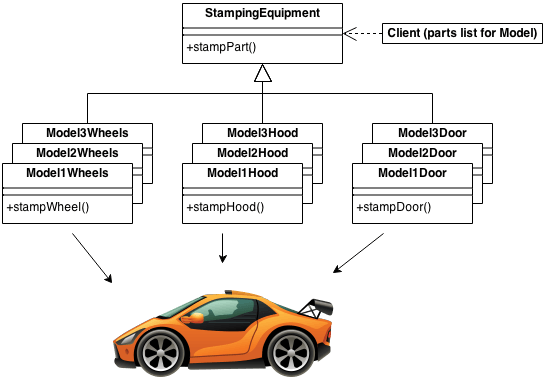 StampingEquipment
+stampPart()
Client (parts list for Model)
Model3Wheels
Model2Wheels
Model1Wheels
+stampWheel()
Model3Hood
Model2Hood
Model1Hood
+stampHood()
Model3Door
Model2Door
Model1Door
+stampDoor()